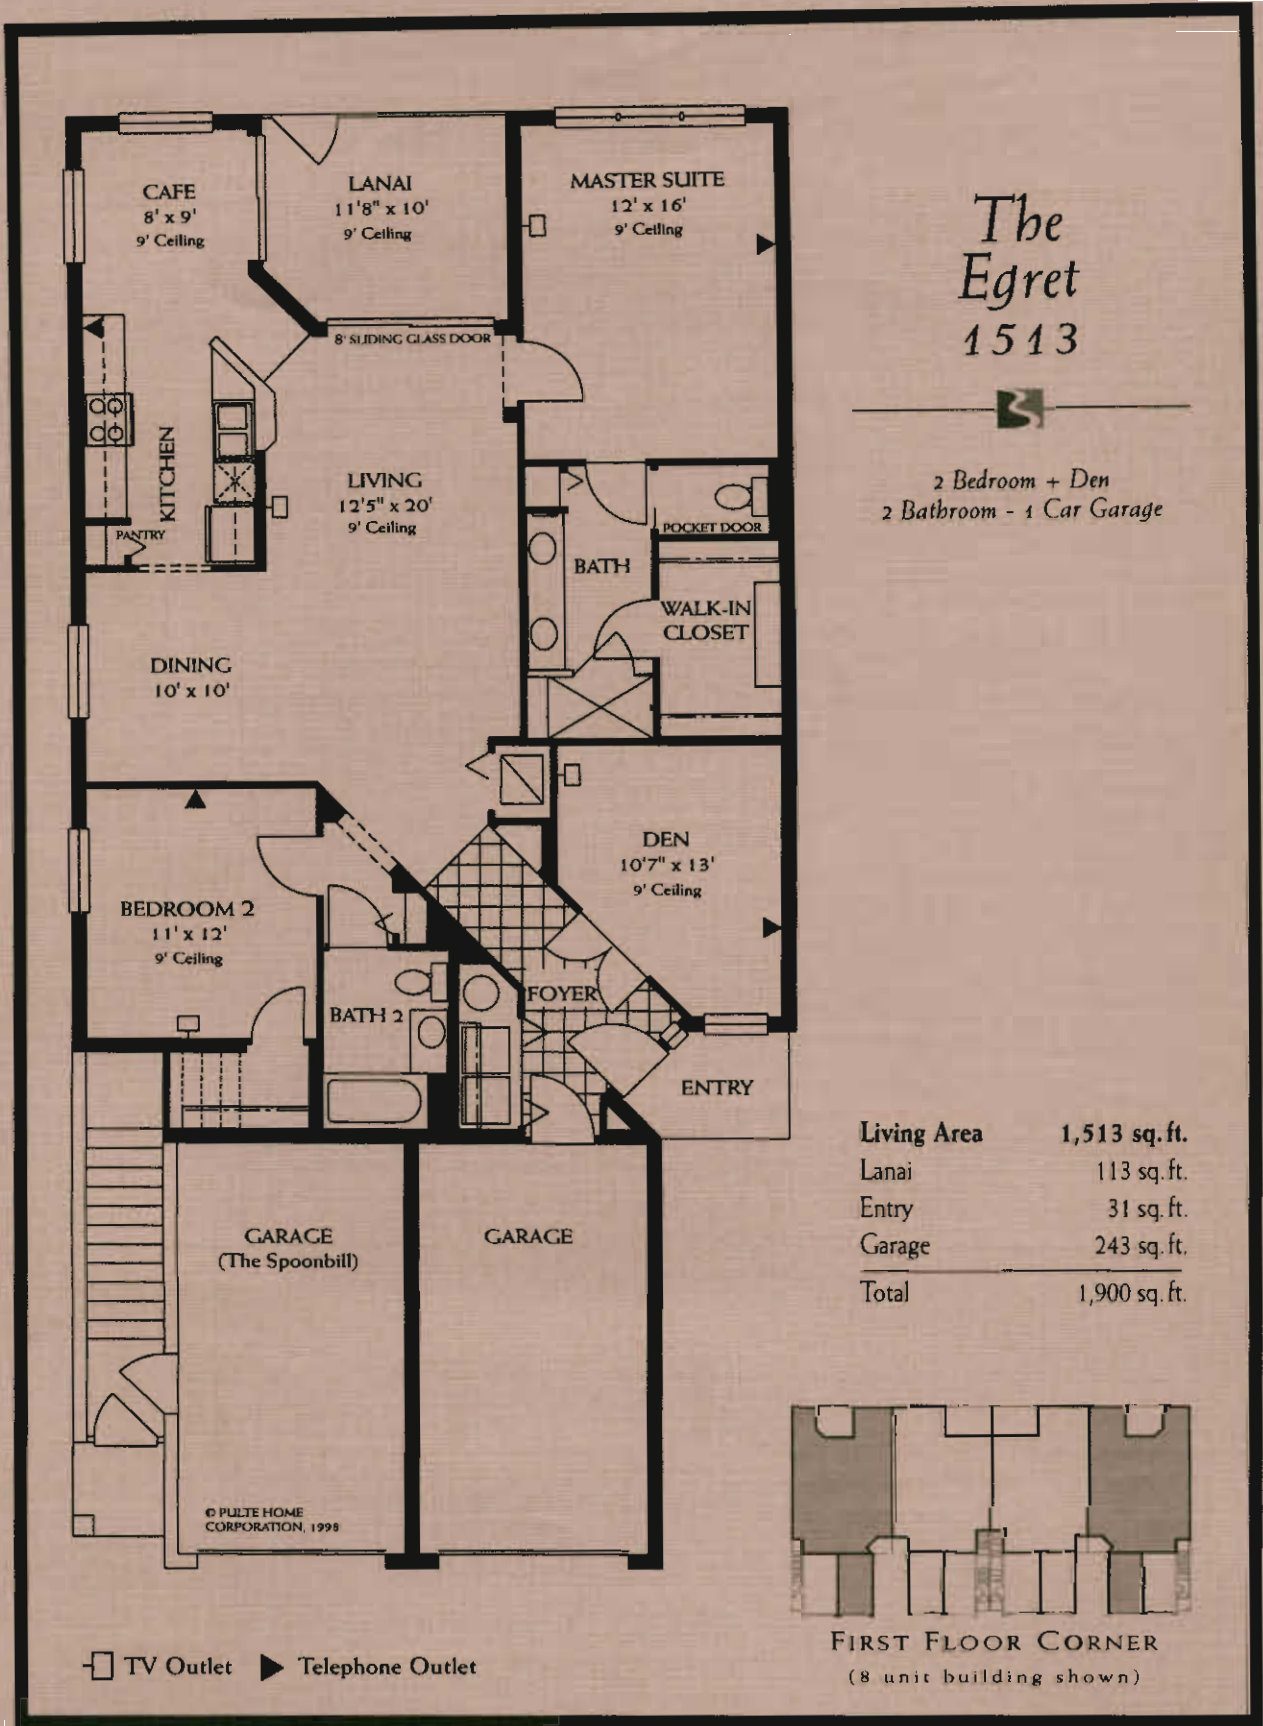 CAFE
8' x 9'
9' Ceiling
LANAI
11'8" x 10'
9' Ceiling
MASTER SUITE
12' x 16'
9' Ceiling
8' SLIDING GLASS DOOR
KITCHEN
PANTRY
LIVING
12'5" x 20'
9' Ceiling
POCKET DOOR
BATH
WALK-IN
CLOSET
DINING
10' x 10'
DEN
10'7" x 13'
9' Ceiling
BEDROOM 2
11' x 12'
9' Ceiling
BATH 2
FOYER
ENTRY
GARAGE
(The Spoonbill)
GARAGE
© PULTE HOME
CORPORATION, 1998
TV Outlet
Telephone Outlet
The
Egret
1513
2 Bedroom + Den
2 Bathroom - 1 Car Garage
Living Area 1,513 sq.ft.
Lanai 113 sq.ft.
Entry 31 sq.ft.
Garage 243 sq.ft.
Total 1,900 sq.ft.
FIRST FLOOR CORNER
(8 unit building shown)